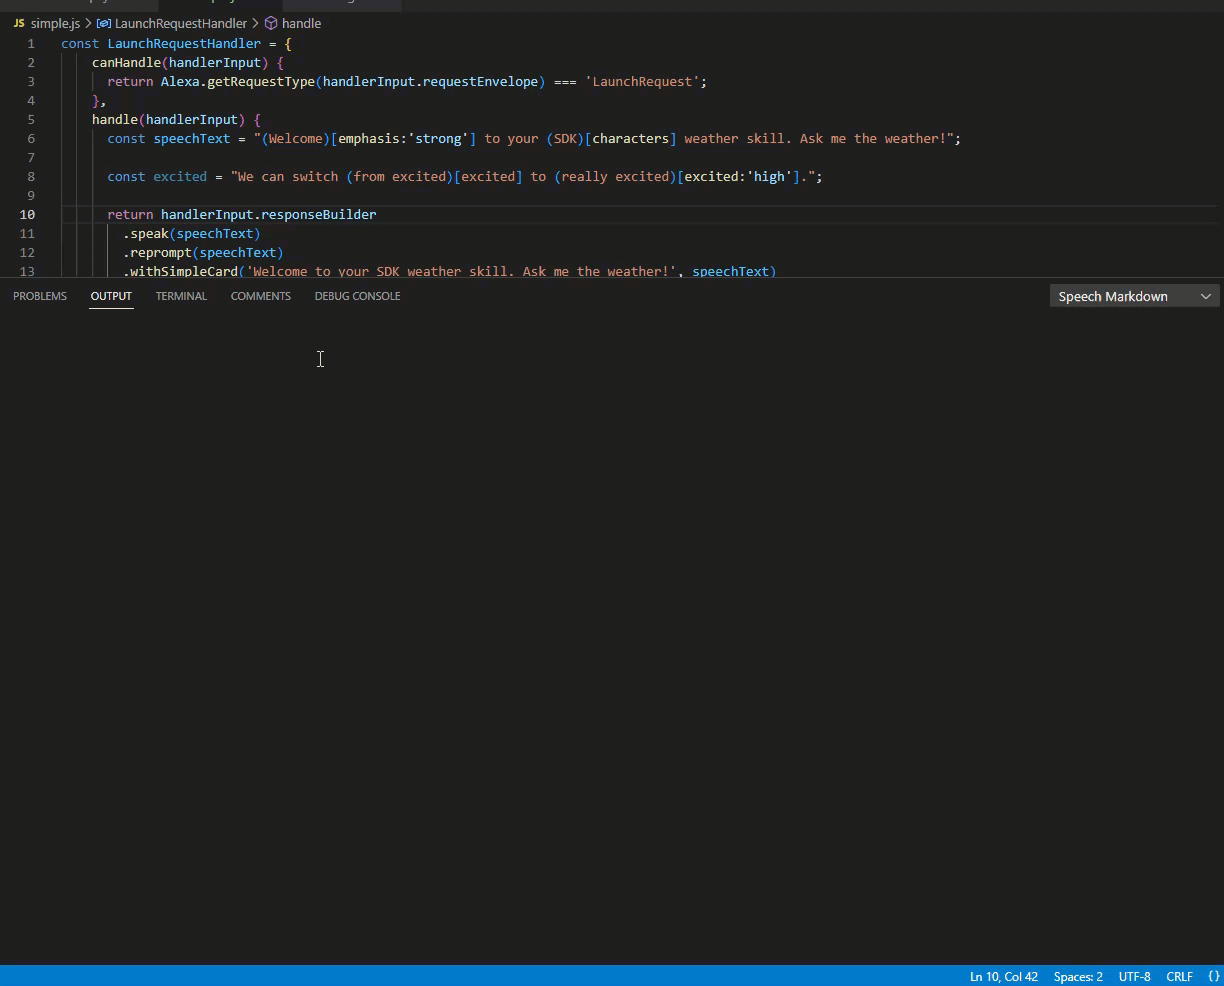 JS simple.js > LaunchRequestHandler > handle
1 const LaunchRequestHandler = {
2 canHandle(handlerInput) {
3 return Alexa.getRequestType(handlerInput.requestEnvelope) === 'LaunchRequest';
4 },
5 handle(handlerInput) {
6 const speechText = "(Welcome)[emphasis:'strong'] to your (SDK)[characters] weather skill. Ask me the weather!";
7
8 const excited = "We can switch (from excited)[excited] to (really excited)[excited:'high'].";
9
10 return handlerInput.responseBuilder
11 .speak(speechText)
12 .reprompt(speechText)
13 .withSimpleCard('Welcome to your SDK weather skill. Ask me the weather!', speechText)
PROBLEMS OUTPUT TERMINAL COMMENTS DEBUG CONSOLE Speech Markdown
Ln 10, Col 42 Spaces: 2 UTF-8 CRLF {}